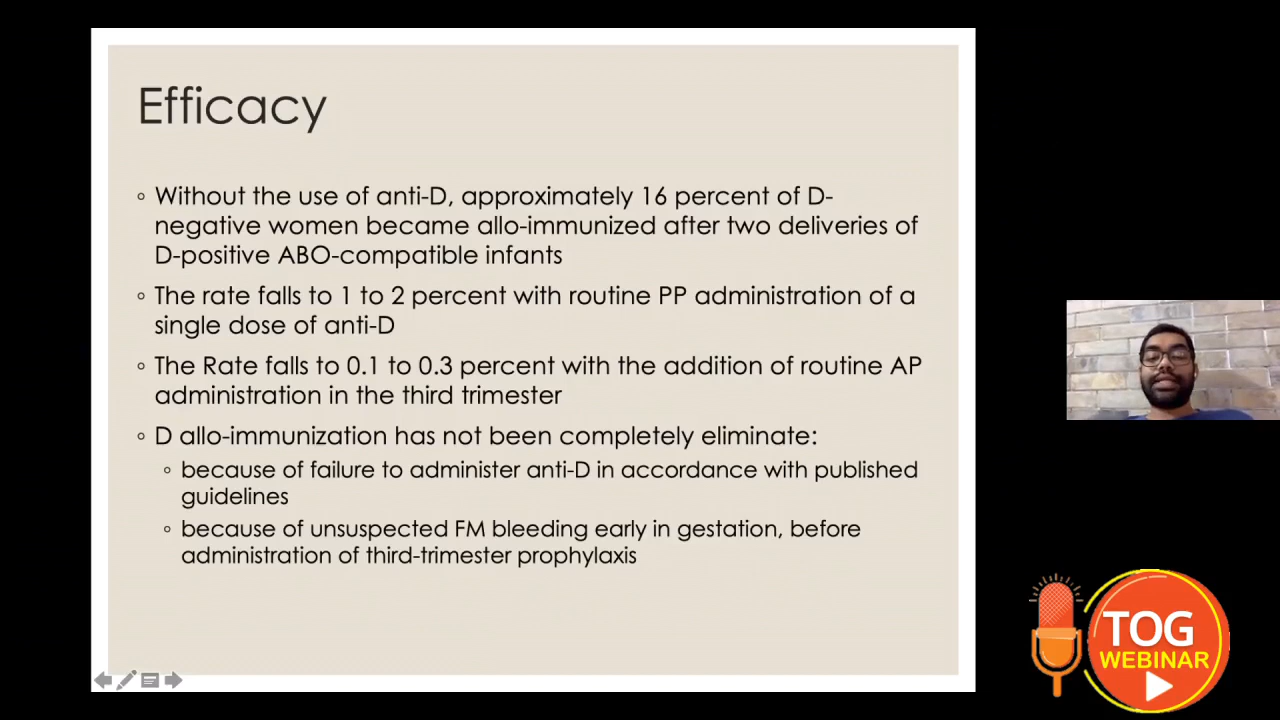 Efficacy
◦ Without the use of anti-D, approximately 16 percent of D-
negative women became allo-immunized after two deliveries of
D-positive ABO-compatible infants
◦ The rate falls to 1 to 2 percent with routine PP administration of a
single dose of anti-D
◦ The Rate falls to 0.1 to 0.3 percent with the addition of routine AP
administration in the third trimester
◦ D allo-immunization has not been completely eliminate:
◦ because of failure to administer anti-D in accordance with published
guidelines
◦ because of unsuspected FM bleeding early in gestation, before
administration of third-trimester prophylaxis
TOG
WEBINAR